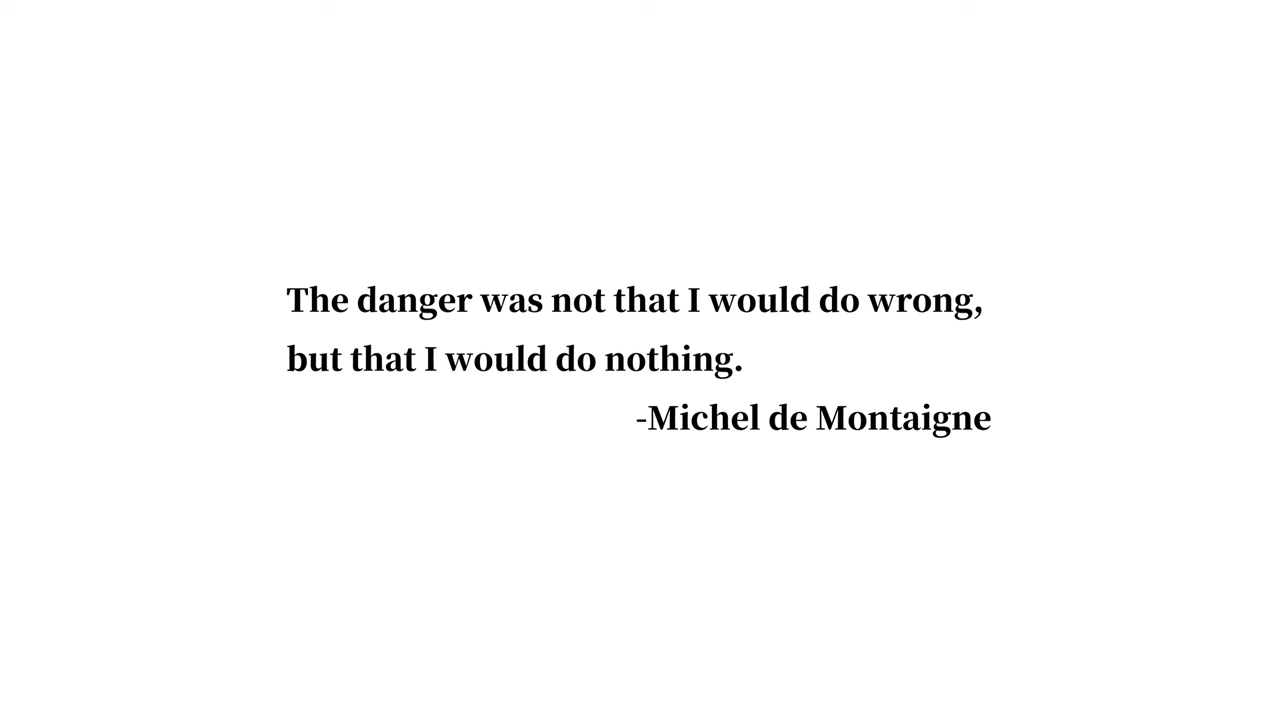 The danger was not that I would do wrong,
but that I would do nothing.
-Michel de Montaigne